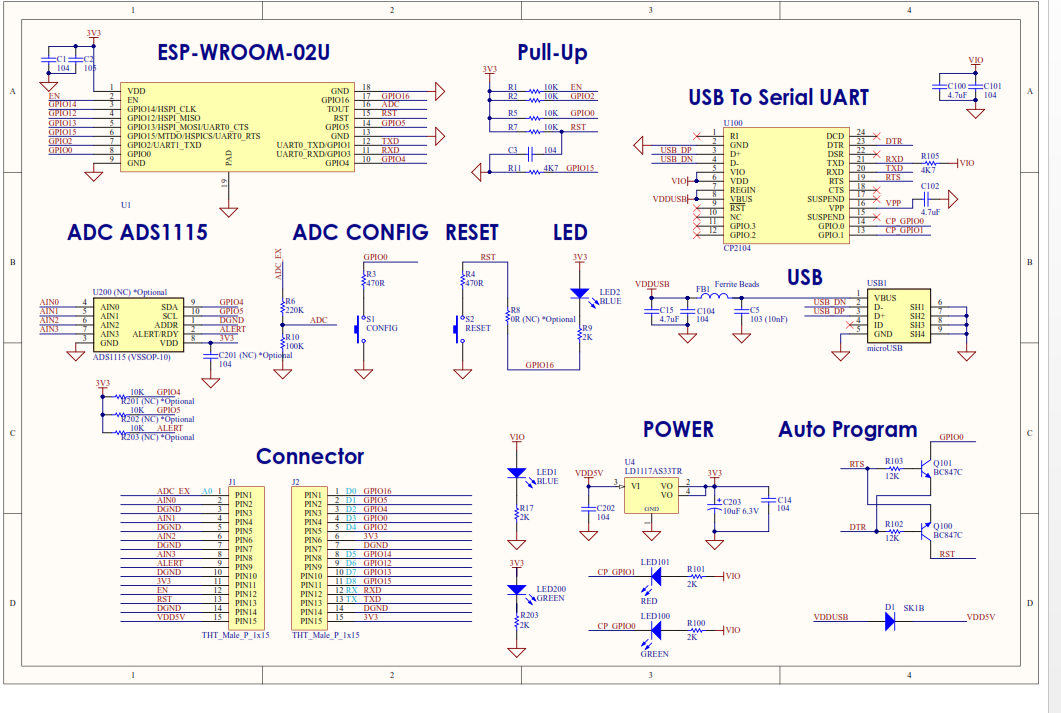 1 2 3 4
A B C D
ESP-WROOM-02U
3V3
C1 C2
104 105
1 VDD GND 18
EN 2 EN GPIO16 17 GPIO16
GPIO14 3 GPIO14/HSPI_CLK TOUT 16 ADC
GPIO12 4 GPIO12/HSPI_MISO RST 15 RST
GPIO13 5 GPIO13/HSPI_MOSI/UART0_CTS GPIO5 14 GPIO5
GPIO15 6 GPIO15/MTDO/HSPICS/UART0_RTS GND 13
GPIO2 7 GPIO2/UART1_TXD UART0_TXD/GPIO1 12 TXD
GPIO0 8 GPIO0 UART0_RXD/GPIO3 11 RXD
9 GND GPIO4 10 GPIO4
PAD
19
U1
Pull-Up
3V3
R1 10K EN
R2 10K GPIO2
R5 10K GPIO0
R7 10K RST
C3 104
R11 4K7 GPIO15
USB To Serial UART
VIO
C100 C101
4.7uF 104
U100
1 RI DCD 24
2 GND DTR 23 DTR
USB_DP 3 D+ DSR 22
USB_DN 4 D- RXD 21 RXD R105 VIO
5 VIO TXD 20 TXD 4K7
VIO 6 VDD RTS 19 RTS
7 REGIN CTS 18
VDDUSB 8 VBUS SUSPEND 17 C102
9 RST VPP 16 VPP
10 NC SUSPEND 15 4.7uF
11 GPIO.3 GPIO.0 14 CP_GPIO0
12 GPIO.2 GPIO.1 13 CP_GPIO1
CP2104
ADC ADS1115
U200 (NC) *Optional
AIN0 4 AIN0 SDA 9 GPIO4
AIN1 5 AIN1 SCL 10 GPIO5
AIN2 6 AIN2 ADDR 1 DGND
AIN3 7 AIN3 ALERT/RDY 2 ALERT
3 GND VDD 8 3V3
ADS1115 (VSSOP-10)
C201 (NC) *Optional
104
3V3
10K GPIO4
R201 (NC) *Optional
10K GPIO5
R202 (NC) *Optional
10K ALERT
R203 (NC) *Optional
ADC CONFIG
ADC_EX
R6
220K
ADC
R10
100K
GPIO0
R3
470R
S1
CONFIG
RESET
RST
R4
470R
S2
RESET
R8
0R (NC) *Optional
GPIO16
LED
3V3
LED2
BLUE
R9
2K
USB
VDDUSB
FB1 Ferrite Beads
C15 C104 C5
4.7uF 104 103 (10nF)
USB1
1 VBUS
USB_DN 2 D- SH1 6
USB_DP 3 D+ SH2 7
4 ID SH3 8
5 GND SH4 9
microUSB
Connector
J1
ADC_EX A0 1 PIN1
AIN0 2 PIN2
DGND 3 PIN3
AIN1 4 PIN4
DGND 5 PIN5
AIN2 6 PIN6
DGND 7 PIN7
AIN3 8 PIN8
ALERT 9 PIN9
DGND 10 PIN10
3V3 11 PIN11
EN 12 PIN12
RST 13 PIN13
DGND 14 PIN14
VDD5V 15 PIN15
THT_Male_P_1x15
J2
PIN1 1 D0 GPIO16
PIN2 2 D1 GPIO5
PIN3 3 D2 GPIO4
PIN4 4 D3 GPIO0
PIN5 5 D4 GPIO2
PIN6 6 3V3
PIN7 7 DGND
PIN8 8 D5 GPIO14
PIN9 9 D6 GPIO12
PIN10 10 D7 GPIO13
PIN11 11 D8 GPIO15
PIN12 12 RX RXD
PIN13 13 TX TXD
PIN14 14 DGND
PIN15 15 3V3
THT_Male_P_1x15
VIO
LED1
BLUE
R17
2K
3V3
LED200
GREEN
R203
2K
POWER
U4
LD1117AS33TR
VDD5V 3 VI VO 2 3V3
VO 4
GND
1
C202
104
C203
10uF 6.3V
C14
104
CP_GPIO1 LED101 R101 VIO
2K
RED
CP_GPIO0 LED100 R100 VIO
2K
GREEN
Auto Program
GPIO0
RTS R103 Q101
12K BC847C
DTR R102 Q100
12K BC847C
RST
D1 SK1B
VDDUSB VDD5V
A B C D
1 2 3 4